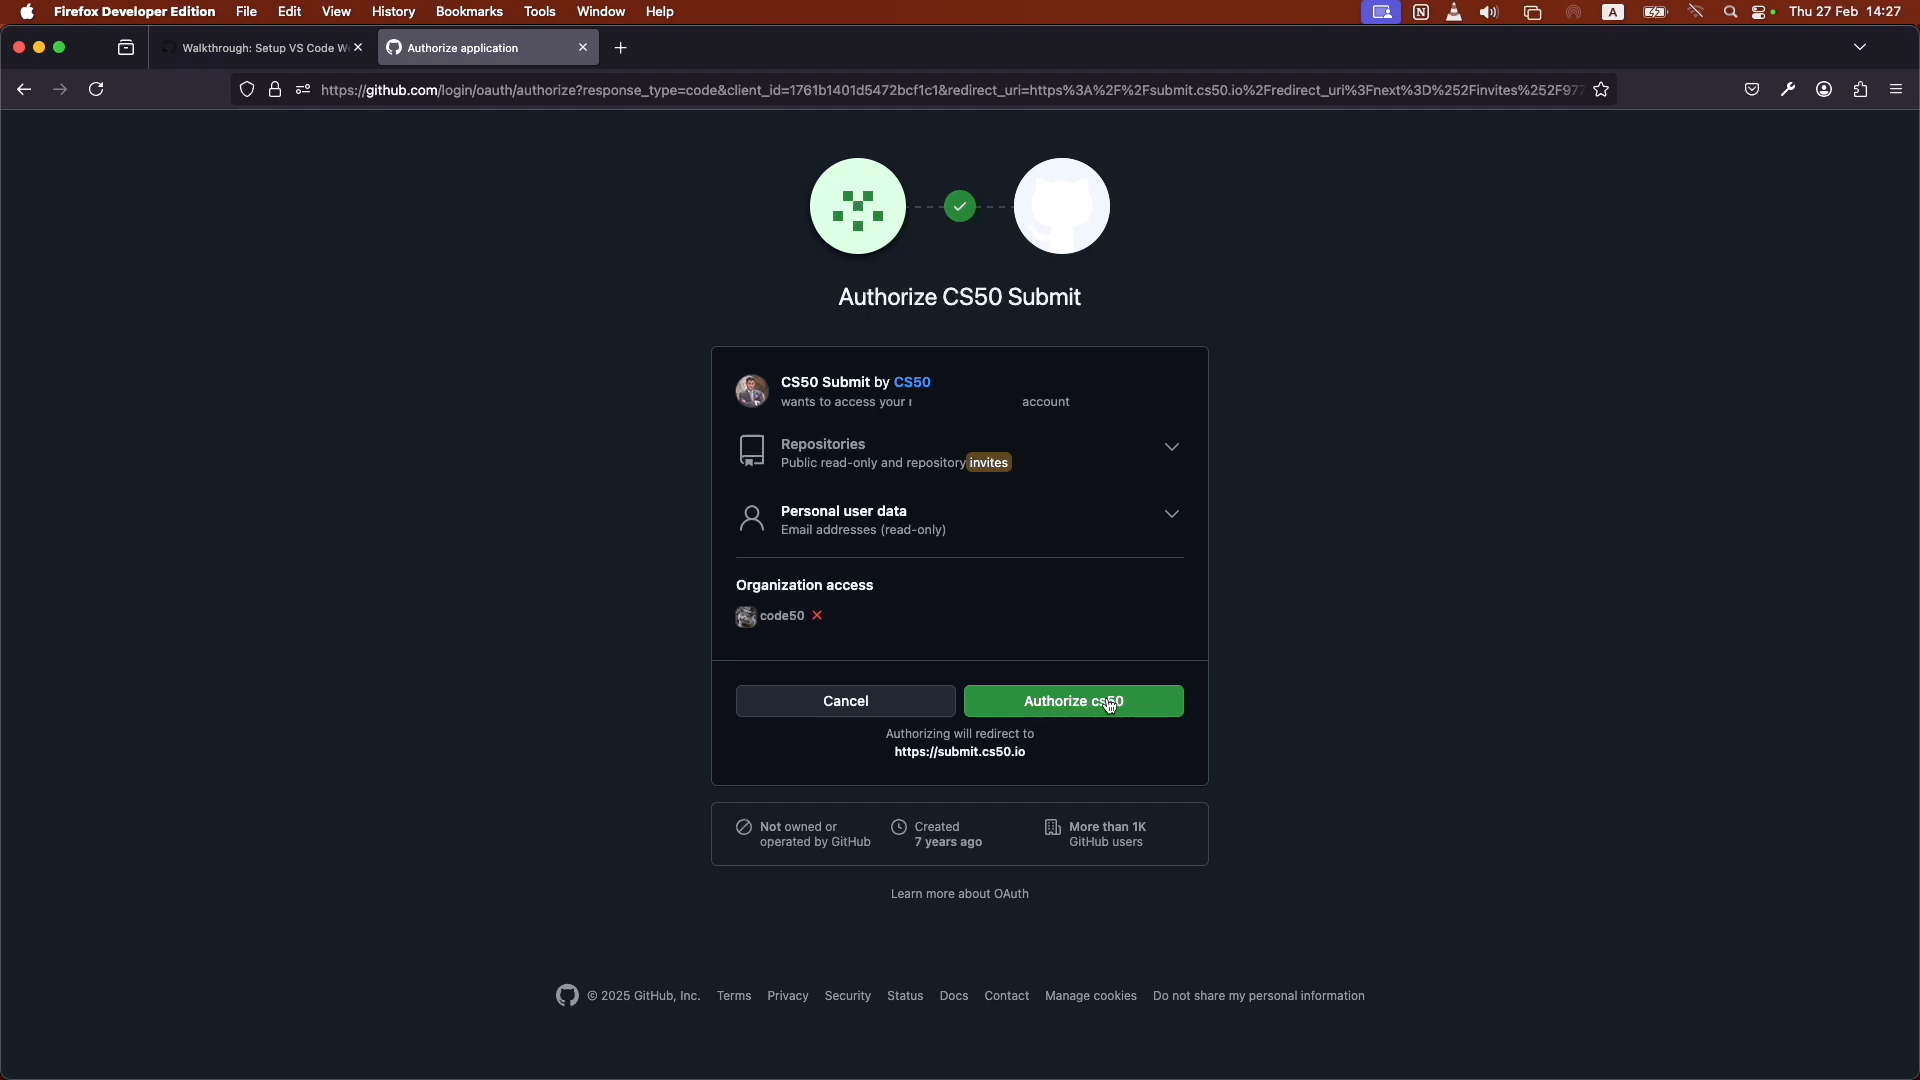 Firefox Developer Edition File Edit View History Bookmarks Tools Window Help A Thu 27 Feb 14:27
Walkthrough: Setup VS Code W Authorize application
https://github.com/login/oauth/authorize?response_type=code&client_id=1761b1401d5472bcf1c1&redirect_uri=https%3A%2F%2Fsubmit.cs50.io%2Fredirect_uri%3Fnext%3D%252Finvites%252F977
Authorize CS50 Submit
CS50 Submit by CS50
wants to access your account
Repositories
Public read-only and repository invites
Personal user data
Email addresses (read-only)
Organization access
code50
Cancel Authorize cs50
Authorizing will redirect to
https://submit.cs50.io
Not owned or operated by GitHub
Created 7 years ago
More than 1K GitHub users
Learn more about OAuth
© 2025 GitHub, Inc. Terms Privacy Security Status Docs Contact Manage cookies Do not share my personal information